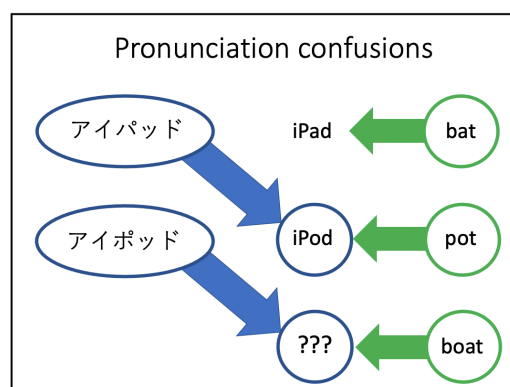 Pronunciation confusions
アイパッド iPad bat
アイポッド iPod pot
??? boat